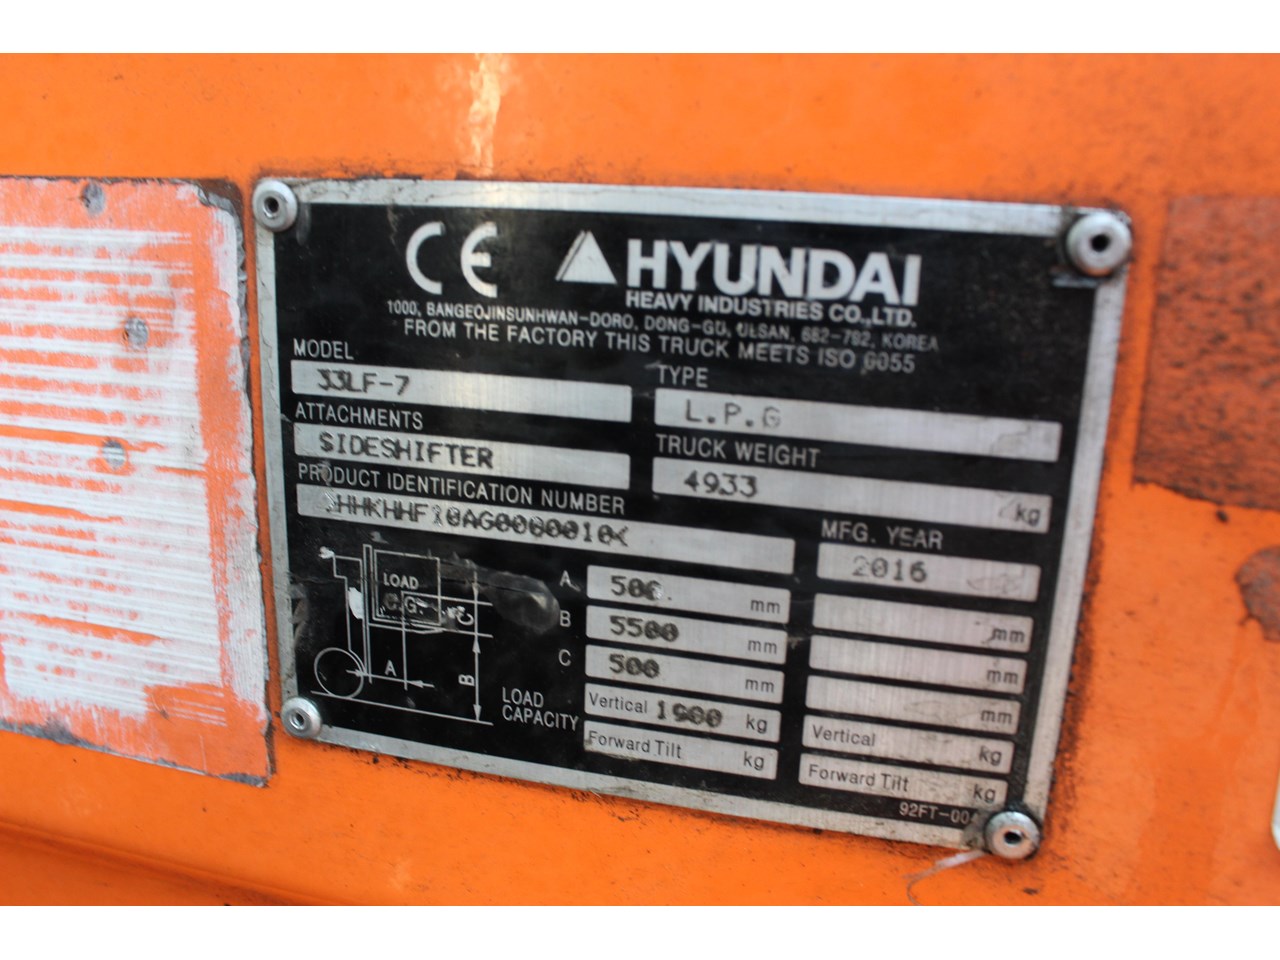 CE HYUNDAI
HEAVY INDUSTRIES CO.,LTD.
1000, BANGEOJINSUNHWAN-DORO, DONG-GU, ULSAN, 682-792, KOREA
FROM THE FACTORY THIS TRUCK MEETS ISO 6055
MODEL
33LF-7
TYPE
L.P.G
ATTACHMENTS
SIDESHIFTER
TRUCK WEIGHT
4933 kg
PRODUCT IDENTIFICATION NUMBER
MFG. YEAR
2016
LOAD
C.G.
C
A
B
A 500 mm mm
B 5500 mm mm
C 500 mm mm
LOAD
CAPACITY
Vertical 1900 kg Vertical kg
Forward Tilt kg Forward Tilt kg